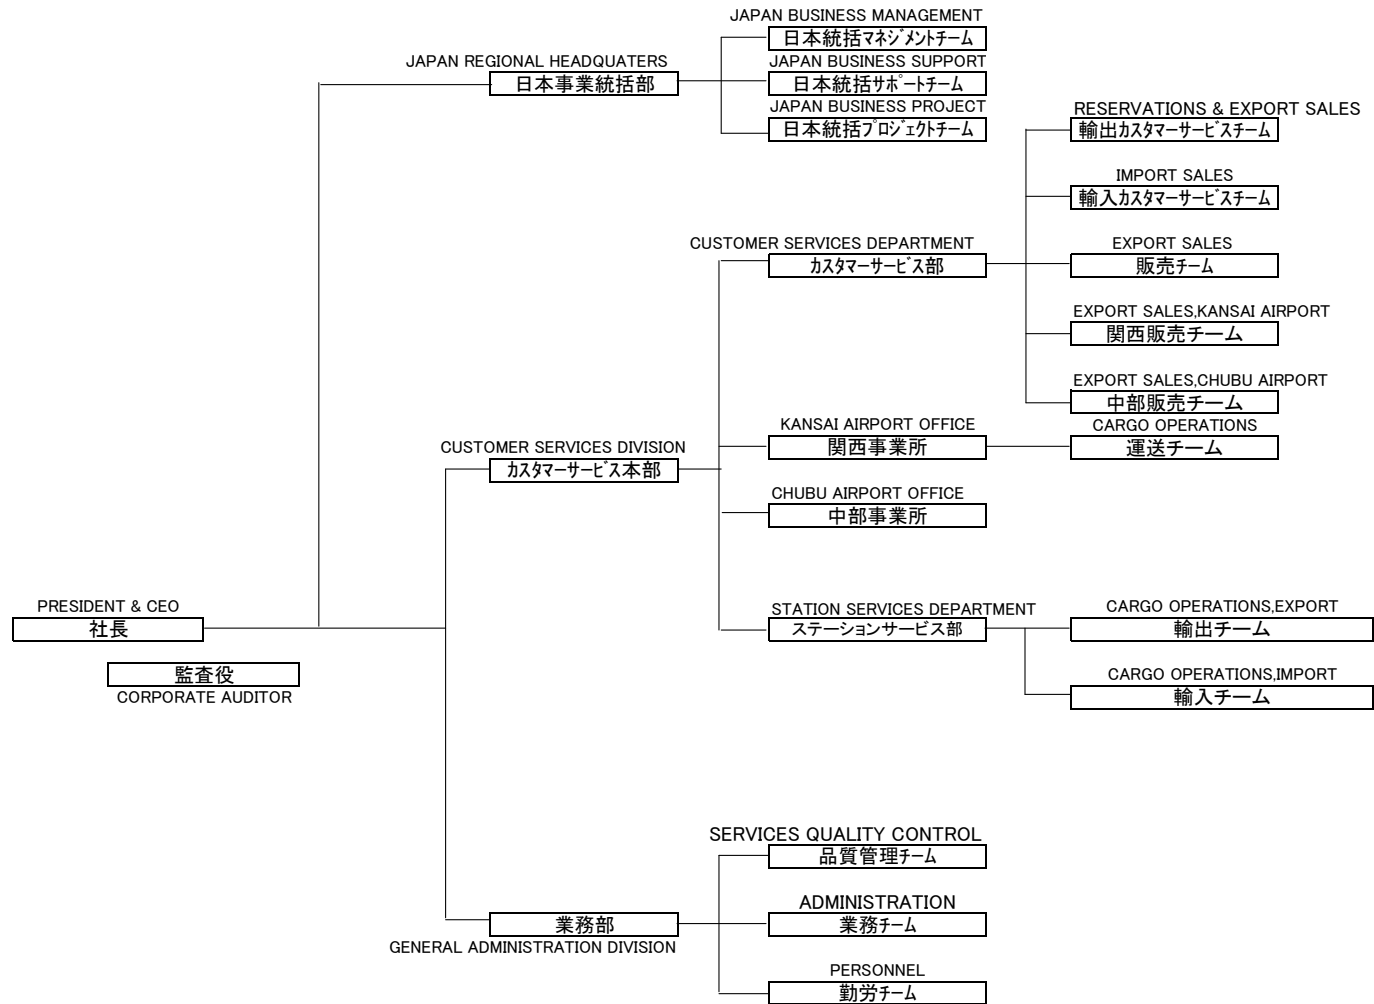 JAPAN BUSINESS MANAGEMENT
日本統括ﾏﾈｼﾞﾒﾝﾄﾁｰﾑ
JAPAN REGIONAL HEADQUATERS
日本事業統括部
JAPAN BUSINESS SUPPORT
日本統括ｻﾎﾟｰﾄﾁｰﾑ
JAPAN BUSINESS PROJECT
日本統括ﾌﾟﾛｼﾞｪｸﾄﾁｰﾑ
RESERVATIONS & EXPORT SALES
輸出ｶｽﾀﾏｰｻｰﾋﾞｽﾁｰﾑ
IMPORT SALES
輸入ｶｽﾀﾏｰｻｰﾋﾞｽﾁｰﾑ
CUSTOMER SERVICES DEPARTMENT
ｶｽﾀﾏｰｻｰﾋﾞｽ部
EXPORT SALES
販売ﾁｰﾑ
EXPORT SALES,KANSAI AIRPORT
関西販売チーム
EXPORT SALES,CHUBU AIRPORT
中部販売チーム
CUSTOMER SERVICES DIVISION
ｶｽﾀﾏｰｻｰﾋﾞｽ本部
KANSAI AIRPORT OFFICE
関西事業所
CARGO OPERATIONS
運送チーム
CHUBU AIRPORT OFFICE
中部事業所
PRESIDENT & CEO
社長
STATION SERVICES DEPARTMENT
ステーションサービス部
CARGO OPERATIONS,EXPORT
輸出チーム
監査役
CORPORATE AUDITOR
CARGO OPERATIONS,IMPORT
輸入チーム
SERVICES QUALITY CONTROL
品質管理ﾁｰﾑ
業務部
GENERAL ADMINISTRATION DIVISION
ADMINISTRATION
業務ﾁｰﾑ
PERSONNEL
勤労ﾁｰﾑ